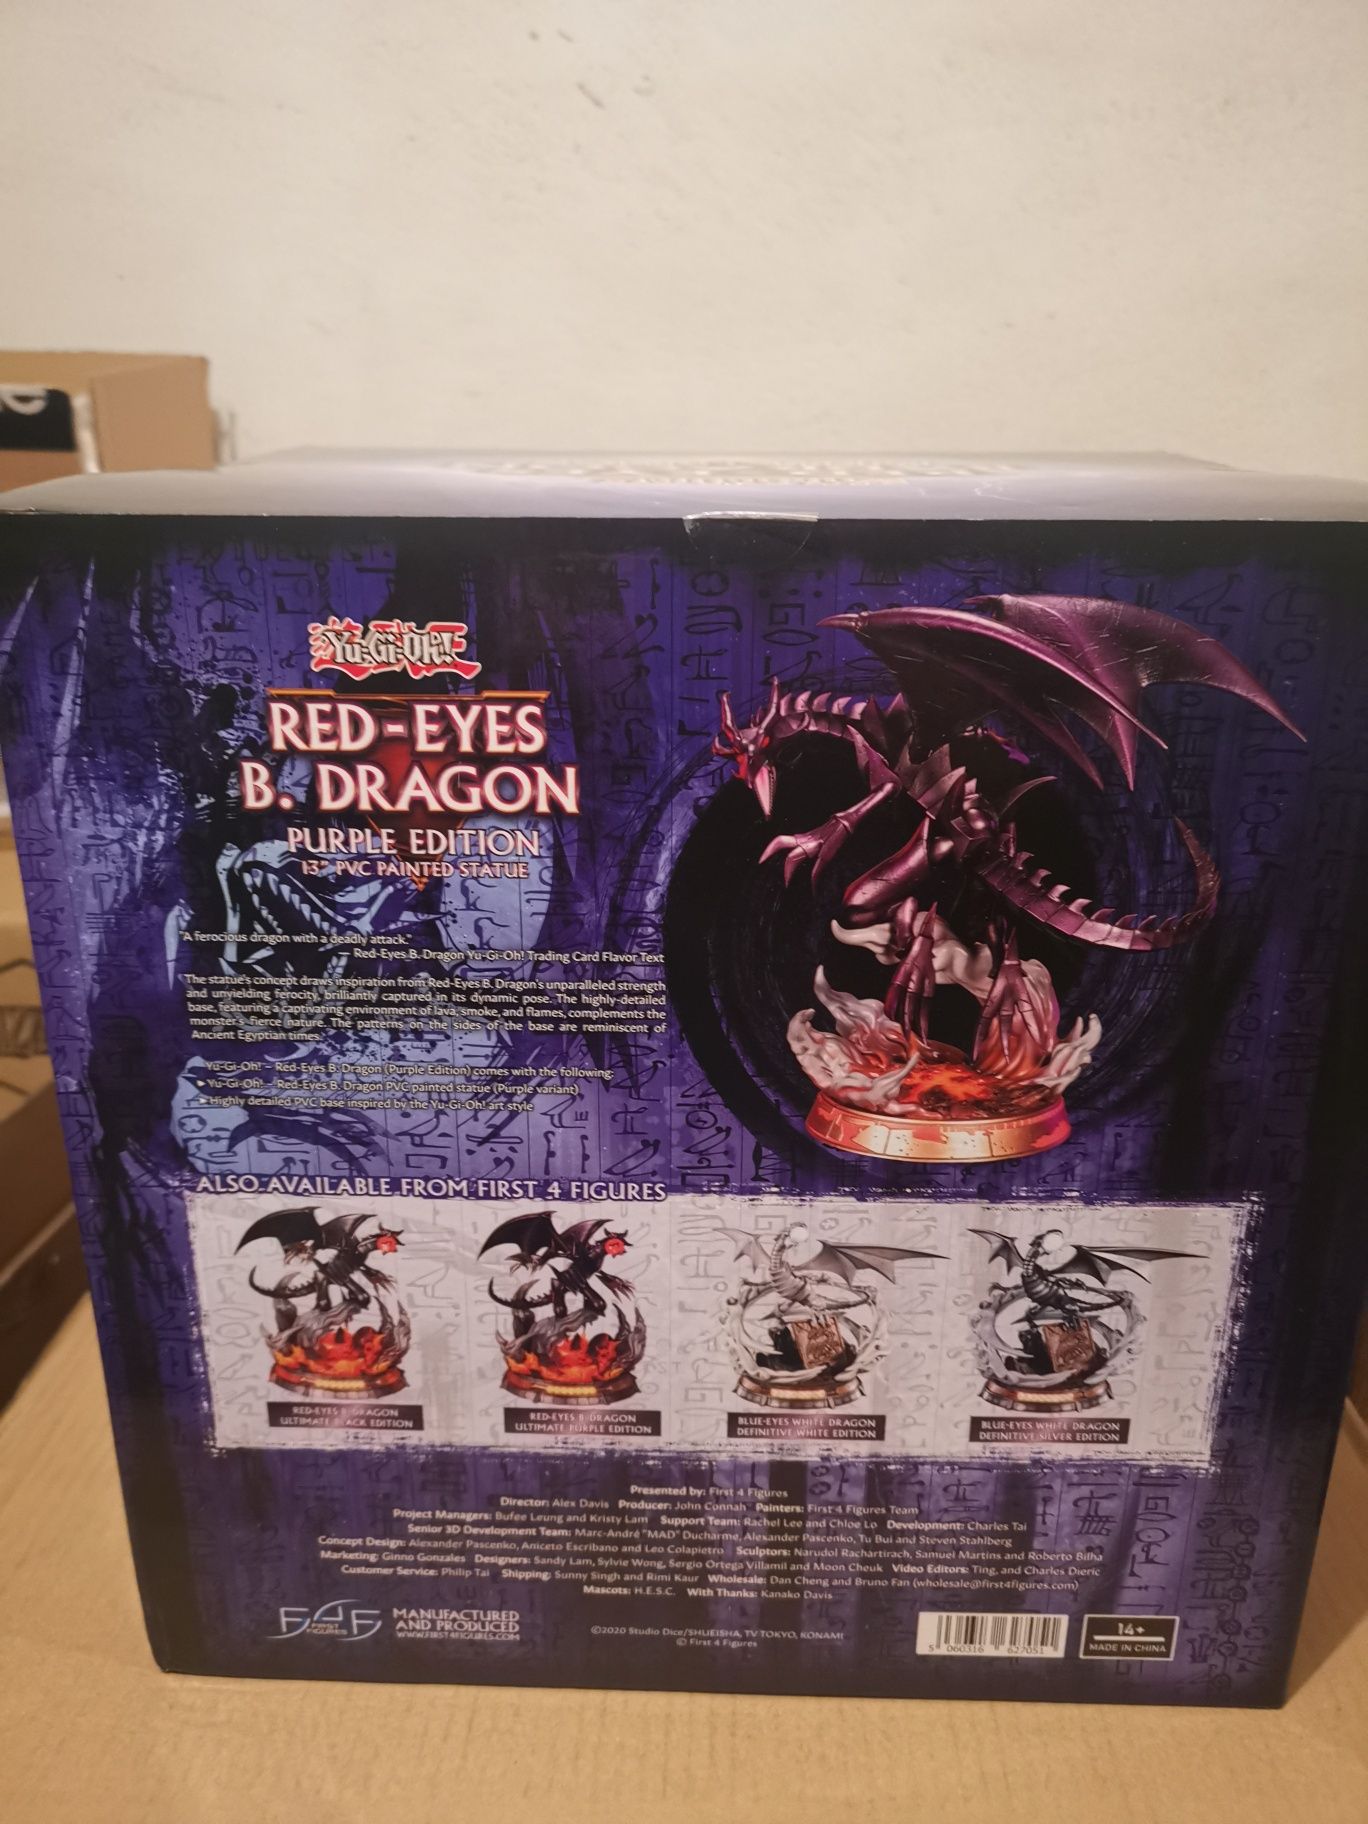 Yu-Gi-Oh!
RED-EYES
B. DRAGON
PURPLE EDITION
13" PVC PAINTED STATUE
"A ferocious dragon with a deadly attack."
— Red-Eyes B. Dragon Yu-Gi-Oh! Trading Card Flavor Text
The statue's concept draws inspiration from Red-Eyes B. Dragon's unparalleled strength
and unyielding ferocity, brilliantly captured in its dynamic pose. The highly-detailed
base, featuring a captivating environment of lava, smoke, and flames, complements the
monster's fierce nature. The patterns on the sides of the base are reminiscent of
Ancient Egyptian times.
Yu-Gi-Oh! – Red-Eyes B. Dragon (Purple Edition) comes with the following:
▸ Yu-Gi-Oh! – Red-Eyes B. Dragon PVC painted statue (Purple variant)
▸ Highly detailed PVC base inspired by the Yu-Gi-Oh! art style
ALSO AVAILABLE FROM FIRST 4 FIGURES
RED-EYES B. DRAGON
ULTIMATE BLACK EDITION
RED-EYES B. DRAGON
ULTIMATE PURPLE EDITION
BLUE-EYES WHITE DRAGON
DEFINITIVE WHITE EDITION
BLUE-EYES WHITE DRAGON
DEFINITIVE SILVER EDITION
Presented by: First 4 Figures
Director: Alex Davis Producer: John Connah Painters: First 4 Figures Team
Project Managers: Bufee Leung and Kristy Lam Support Team: Rachel Lee and Chloe Lo Development: Charles Tai
Senior 3D Development Team: Marc-André "MAD" Ducharme, Alexander Pascenko, Tu Bui and Steven Stahlberg
Concept Design: Alexander Pascenko, Aniceto Escribano and Leo Colapietro Sculptors: Narudol Rachartirach, Samuel Martins and Roberto Bilha
Marketing: Ginno Gonzales Designers: Sandy Lam, Sylvie Wong, Sergio Ortega Villamil and Moon Cheuk Video Editors: Ting, and Charles Dieric
Customer Service: Philip Tai Shipping: Sunny Singh and Rimi Kaur Wholesale: Dan Cheng and Bruno Fan (wholesale@first4figures.com)
Mascots: H.E.S.C. With Thanks: Kanako Davis
F4F
FIRST
FIGURES
MANUFACTURED
AND PRODUCED
WWW.FIRST4FIGURES.COM
©2020 Studio Dice/SHUEISHA, TV TOKYO, KONAMI
© First 4 Figures
5 060316 627051
14+
MADE IN CHINA